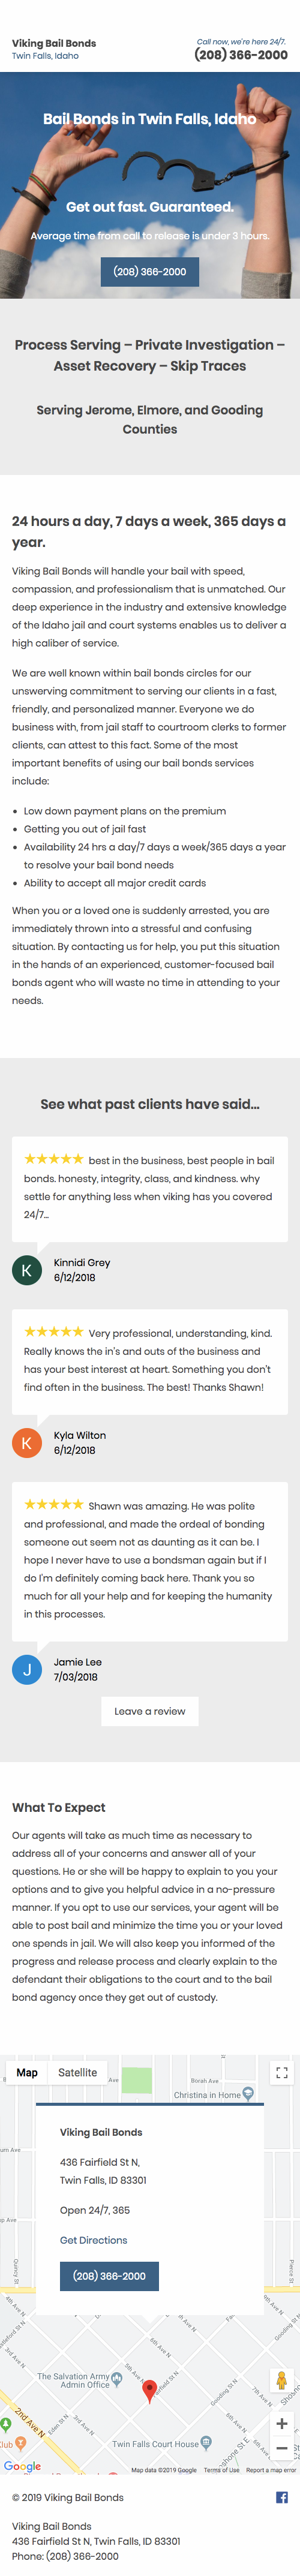 Viking Bail Bonds
Twin Falls, Idaho
Call now, we're here 24/7.
(208) 366-2000
Bail Bonds in Twin Falls, Idaho
Get out fast. Guaranteed.
Average time from call to release is under 3 hours.
(208) 366-2000
Process Serving – Private Investigation –
Asset Recovery – Skip Traces
Serving Jerome, Elmore, and Gooding
Counties
24 hours a day, 7 days a week, 365 days a
year.
Viking Bail Bonds will handle your bail with speed,
compassion, and professionalism that is unmatched. Our
deep experience in the industry and extensive knowledge
of the Idaho jail and court systems enables us to deliver a
high caliber of service.
We are well known within bail bonds circles for our
unswerving commitment to serving our clients in a fast,
friendly, and personalized manner. Everyone we do
business with, from jail staff to courtroom clerks to former
clients, can attest to this fact. Some of the most
important benefits of using our bail bonds services
include:
• Low down payment plans on the premium
• Getting you out of jail fast
• Availability 24 hrs a day/7 days a week/365 days a year
to resolve your bail bond needs
• Ability to accept all major credit cards
When you or a loved one is suddenly arrested, you are
immediately thrown into a stressful and confusing
situation. By contacting us for help, you put this situation
in the hands of an experienced, customer-focused bail
bonds agent who will waste no time in attending to your
needs.
See what past clients have said...
★★★★★ best in the business, best people in bail
bonds. honesty, integrity, class, and kindness. why
settle for anything less when viking has you covered
24/7...
K
Kinnidi Grey
6/12/2018
★★★★★ Very professional, understanding, kind.
Really knows the in's and outs of the business and
has your best interest at heart. Something you don't
find often in the business. The best! Thanks Shawn!
K
Kyla Wilton
6/12/2018
★★★★★ Shawn was amazing. He was polite
and professional, and made the ordeal of bonding
someone out seem not as daunting as it can be. I
hope I never have to use a bondsman again but if I
do I'm definitely coming back here. Thank you so
much for all your help and for keeping the humanity
in this processes.
J
Jamie Lee
7/03/2018
Leave a review
What To Expect
Our agents will take as much time as necessary to
address all of your concerns and answer all of your
questions. He or she will be happy to explain to you your
options and to give you helpful advice in a no-pressure
manner. If you opt to use our services, your agent will be
able to post bail and minimize the time you or your loved
one spends in jail. We will also keep you informed of the
progress and release process and clearly explain to the
defendant their obligations to the court and to the bail
bond agency once they get out of custody.
Map
Satellite
Borah Ave
Christina in Home
Viking Bail Bonds
436 Fairfield St N,
Twin Falls, ID 83301
Open 24/7, 365
Get Directions
(208) 366-2000
Quincy St
Pierce St
The Salvation Army
Admin Office
Twin Falls Court House
2nd Ave N
Google
Map data ©2019 Google
Terms of Use
Report a map error
© 2019 Viking Bail Bonds
Viking Bail Bonds
436 Fairfield St N, Twin Falls, ID 83301
Phone: (208) 366-2000